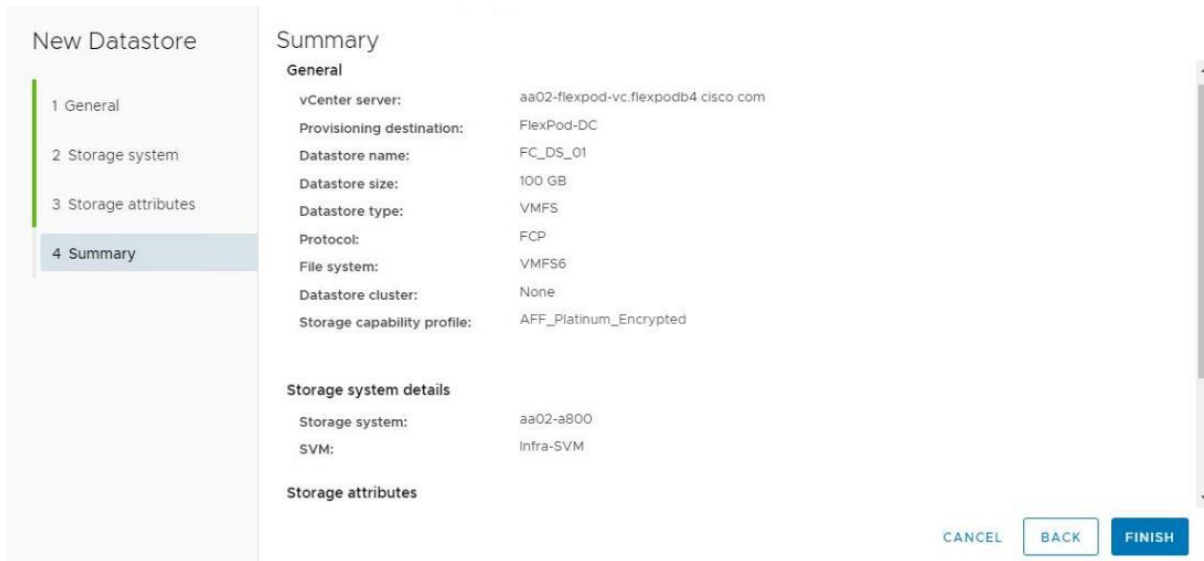 New Datastore
1 General
2 Storage system
3 Storage attributes
4 Summary
Summary
General
vCenter server: aa02-flexpod-vc.flexpodb4 cisco com
Provisioning destination: FlexPod-DC
Datastore name: FC_DS_01
Datastore size: 100 GB
Datastore type: VMFS
Protocol: FCP
File system: VMFS6
Datastore cluster: None
Storage capability profile: AFF_Platinum_Encrypted
Storage system details
Storage system: aa02-a800
SVM: Infra-SVM
Storage attributes
CANCEL BACK FINISH